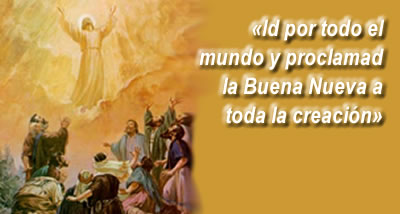 «Id por todo el
mundo y proclamad
la Buena Nueva a
toda la creación»